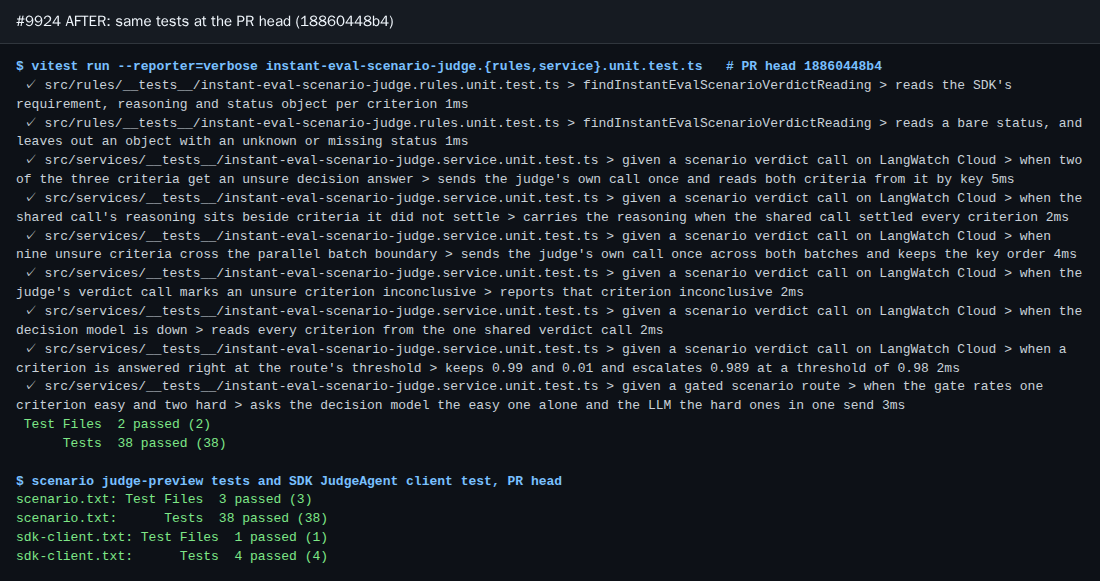 #9924 AFTER: same tests at the PR head (18860448b4)
$ vitest run --reporter=verbose instant-eval-scenario-judge.{rules,service}.unit.test.ts   # PR head 18860448b4
✓ src/rules/__tests__/instant-eval-scenario-judge.rules.unit.test.ts > findInstantEvalScenarioVerdictReading > reads the SDK's
requirement, reasoning and status object per criterion 1ms
✓ src/rules/__tests__/instant-eval-scenario-judge.rules.unit.test.ts > findInstantEvalScenarioVerdictReading > reads a bare status, and
leaves out an object with an unknown or missing status 1ms
✓ src/services/__tests__/instant-eval-scenario-judge.service.unit.test.ts > given a scenario verdict call on LangWatch Cloud > when two
of the three criteria get an unsure decision answer > sends the judge's own call once and reads both criteria from it by key 5ms
✓ src/services/__tests__/instant-eval-scenario-judge.service.unit.test.ts > given a scenario verdict call on LangWatch Cloud > when the
shared call's reasoning sits beside criteria it did not settle > carries the reasoning when the shared call settled every criterion 2ms
✓ src/services/__tests__/instant-eval-scenario-judge.service.unit.test.ts > given a scenario verdict call on LangWatch Cloud > when
nine unsure criteria cross the parallel batch boundary > sends the judge's own call once across both batches and keeps the key order 4ms
✓ src/services/__tests__/instant-eval-scenario-judge.service.unit.test.ts > given a scenario verdict call on LangWatch Cloud > when the
judge's verdict call marks an unsure criterion inconclusive > reports that criterion inconclusive 2ms
✓ src/services/__tests__/instant-eval-scenario-judge.service.unit.test.ts > given a scenario verdict call on LangWatch Cloud > when the
decision model is down > reads every criterion from the one shared verdict call 2ms
✓ src/services/__tests__/instant-eval-scenario-judge.service.unit.test.ts > given a scenario verdict call on LangWatch Cloud > when a
criterion is answered right at the route's threshold > keeps 0.99 and 0.01 and escalates 0.989 at a threshold of 0.98 2ms
✓ src/services/__tests__/instant-eval-scenario-judge.service.unit.test.ts > given a gated scenario route > when the gate rates one
criterion easy and two hard > asks the decision model the easy one alone and the LLM the hard ones in one send 3ms
Test Files  2 passed (2)
Tests  38 passed (38)
$ scenario judge-preview tests and SDK JudgeAgent client test, PR head
scenario.txt: Test Files  3 passed (3)
scenario.txt:      Tests  38 passed (38)
sdk-client.txt: Test Files  1 passed (1)
sdk-client.txt:      Tests  4 passed (4)